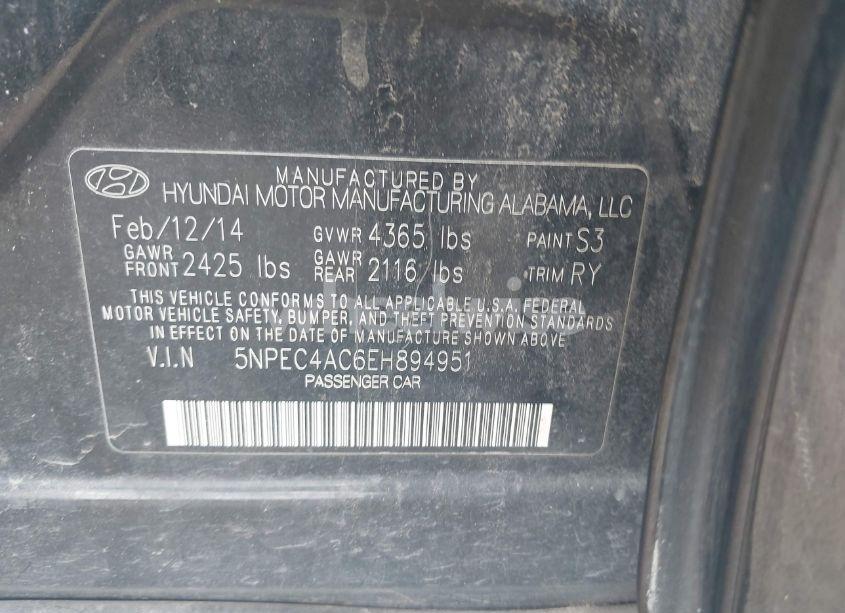 MANUFACTURED BY
HYUNDAI MOTOR MANUFACTURING ALABAMA, LLC
Feb/12/14 GVWR 4365 lbs PAINT S3
GAWR FRONT 2425 lbs GAWR REAR 2116 lbs TRIM RY
THIS VEHICLE CONFORMS TO ALL APPLICABLE U.S.A. FEDERAL
MOTOR VEHICLE SAFETY, BUMPER, AND THEFT PREVENTION STANDARDS
IN EFFECT ON THE DATE OF MANUFACTURE SHOWN ABOVE
V.I.N 5NPEC4AC6EH894951
PASSENGER CAR